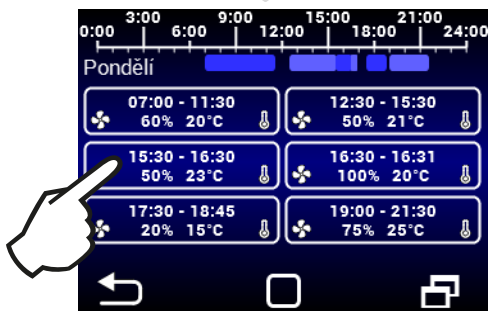 3:00 9:00 15:00 21:00
0:00 6:00 12:00 18:00 24:00
Pondělí
07:00 - 11:30
60% 20°C
12:30 - 15:30
50% 21°C
15:30 - 16:30
50% 23°C
16:30 - 16:31
100% 20°C
17:30 - 18:45
20% 15°C
19:00 - 21:30
75% 25°C